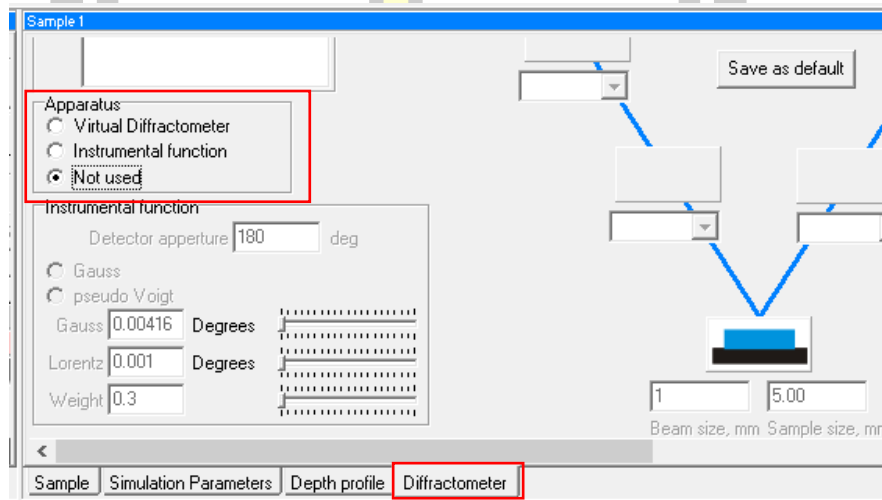 Sample 1
Save as default
Apparatus
Virtual Diffractometer
Instrumental function
Not used
Instrumental function
Detector apperture 180 deg
Gauss
pseudo Voigt
Gauss 0.00416 Degrees
Lorentz 0.001 Degrees
Weight 0.3
1 5.00
Beam size, mm Sample size, mm
Sample Simulation Parameters Depth profile Diffractometer